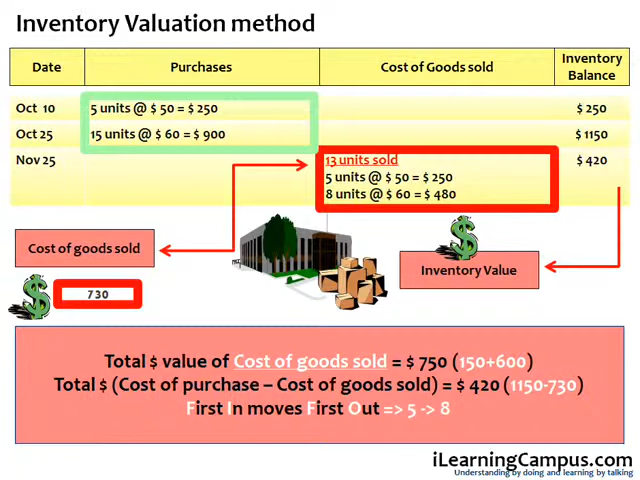 Inventory Valuation method
Date Purchases Cost of Goods sold Inventory Balance
Oct 10 5 units @ $ 50 = $ 250 $ 250
Oct 25 15 units @ $ 60 = $ 900 $ 1150
Nov 25 13 units sold $ 420
5 units @ $ 50 = $ 250
8 units @ $ 60 = $ 480
Cost of goods sold
Inventory Value
730
Total $ value of Cost of goods sold = $ 750 (150+600)
Total $ (Cost of purchase – Cost of goods sold) = $ 420 (1150-730)
First In moves First Out => 5 -> 8
iLearningCampus.com
Understanding by doing and learning by talking